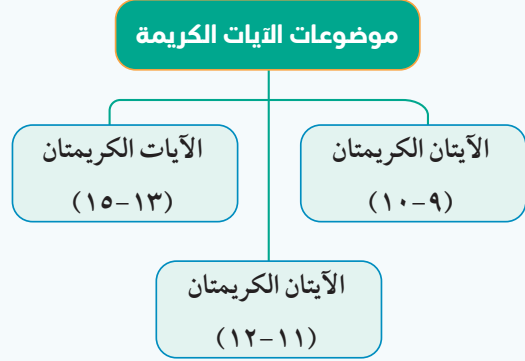 موضوعات الآيات الكريمة
الآيتان الكريمتان
(٩-١٠)
الآيتان الكريمتان
(١١-١٢)
الآيات الكريمتان
(١٣-١٥)